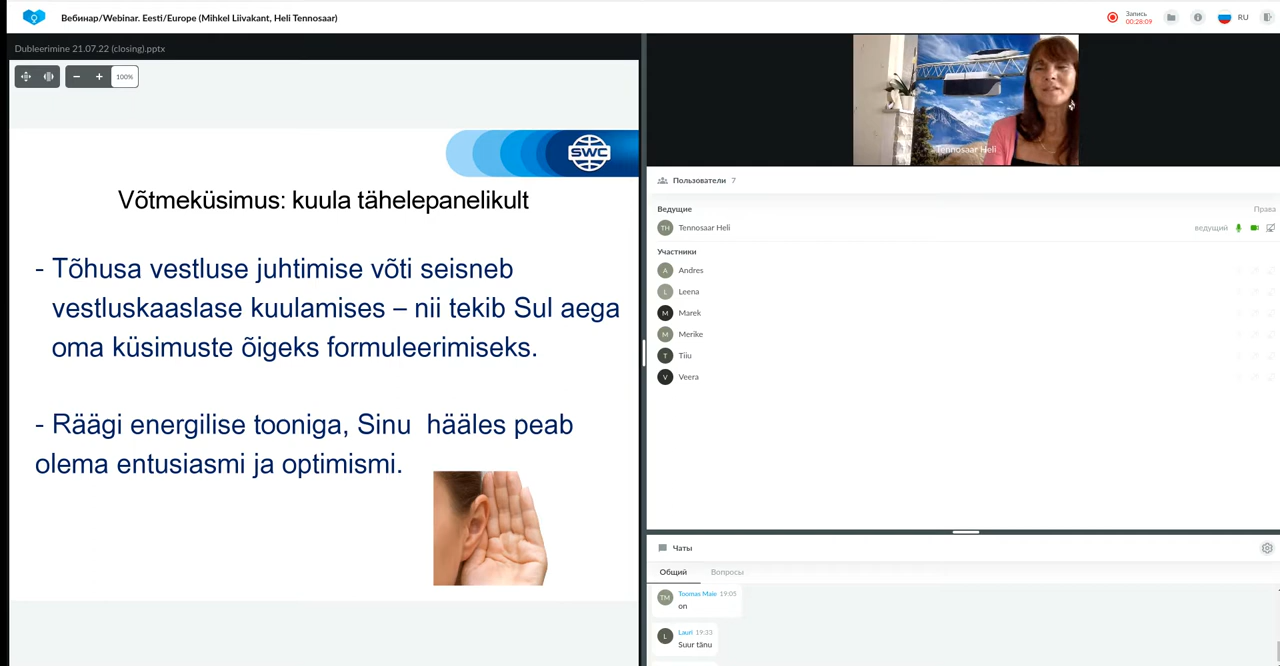 Вебинар/Webinar. Eesti/Europe (Mihkel Liivakant, Heli Tennosaar)
Запись
00:28:09
RU
Dubleerimine 21.07.22 (closing).pptx
100%
SWC
Võtmeküsimus: kuula tähelepanelikult
- Tõhusa vestluse juhtimise võti seisneb
vestluskaaslase kuulamises – nii tekib Sul aega
oma küsimuste õigeks formuleerimiseks.
- Räägi energilise tooniga, Sinu hääles peab
olema entusiasmi ja optimismi.
Tennosaar Heli
Пользователи 7
Ведущие
Права
TH Tennosaar Heli
ведущий
Участники
A Andres
L Leena
M Marek
M Merike
T Tiiu
V Veera
Чаты
Общий Вопросы
TM Toomas Maie 19:05
on
L Lauri 19:33
Suur tänu